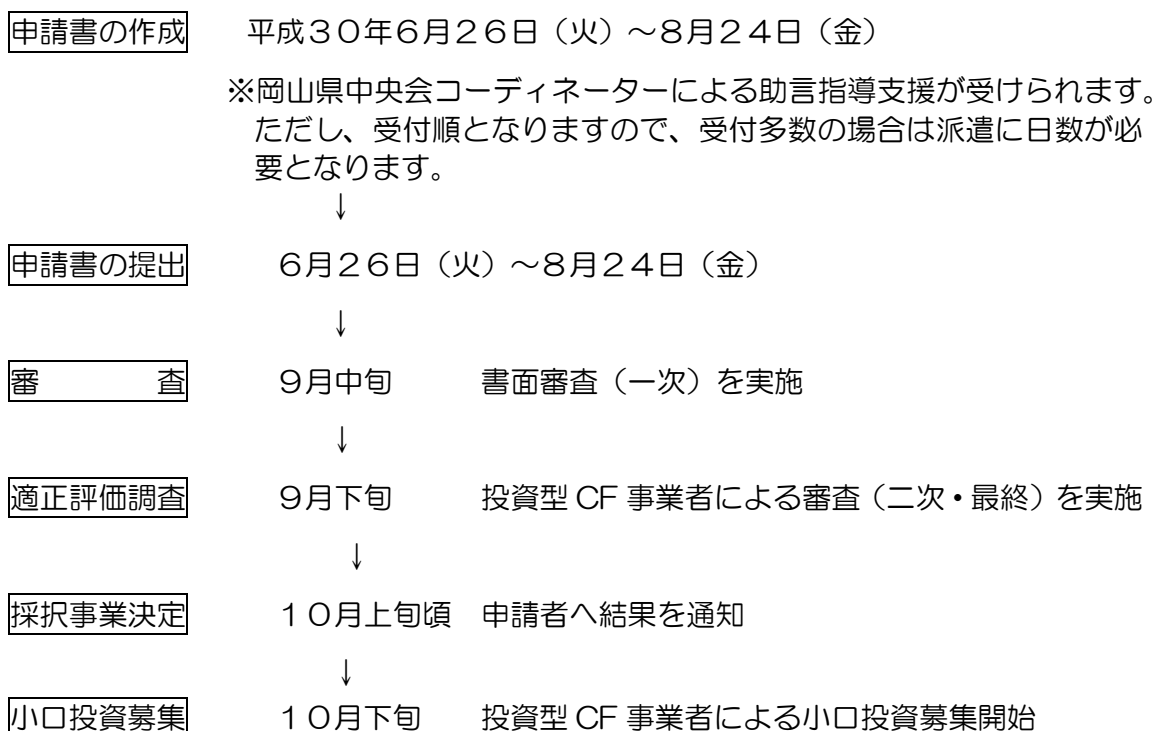 申請書の作成 平成３０年６月２６日（火）～８月２４日（金）
※岡山県中央会コーディネーターによる助言指導支援が受けられます。
ただし、受付順となりますので、受付多数の場合は派遣に日数が必
要となります。
↓
申請書の提出 ６月２６日（火）～８月２４日（金）
↓
審　　　査 ９月中旬 書面審査（一次）を実施
↓
適正評価調査 ９月下旬 投資型 CF 事業者による審査（二次・最終）を実施
↓
採択事業決定 １０月上旬頃 申請者へ結果を通知
↓
小口投資募集 １０月下旬 投資型 CF 事業者による小口投資募集開始